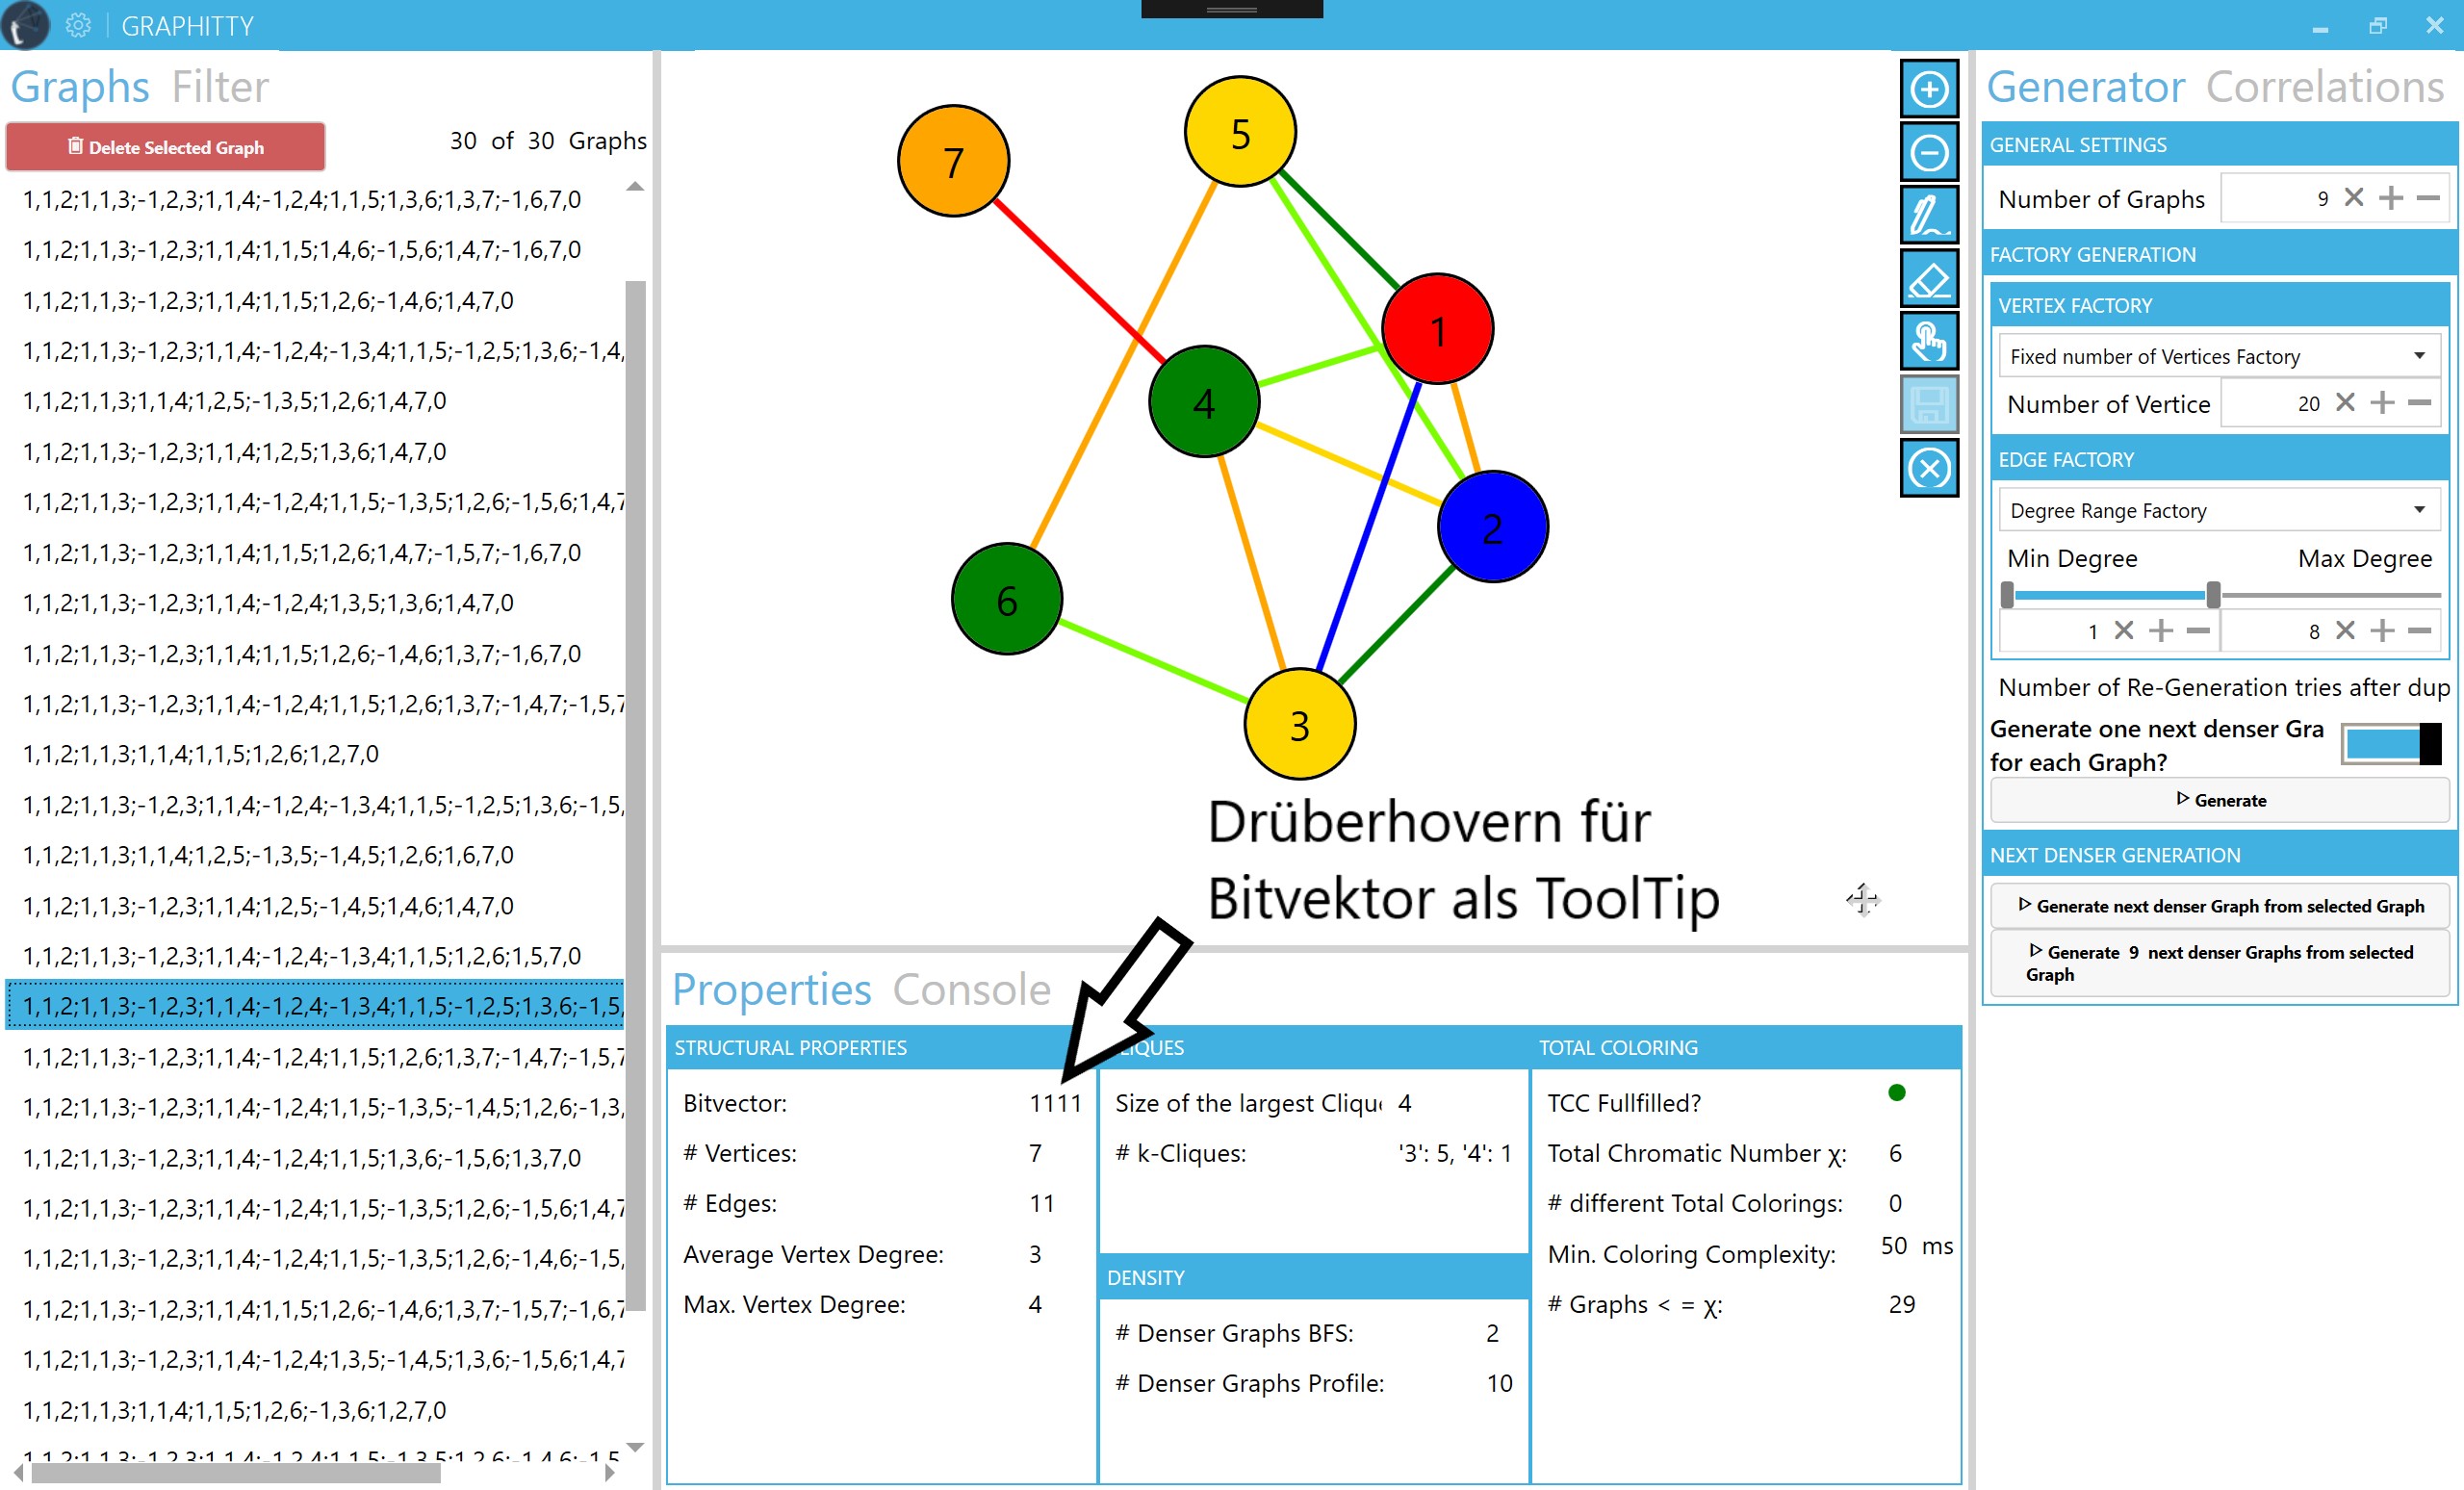 GRAPHITTY
Graphs Filter
Delete Selected Graph
30 of 30 Graphs
1,1,2;1,1,3;-1,2,3;1,1,4;-1,2,4;1,1,5;1,3,6;1,3,7;-1,6,7,0
1,1,2;1,1,3;-1,2,3;1,1,4;1,1,5;1,4,6;-1,5,6;1,4,7;-1,6,7,0
1,1,2;1,1,3;-1,2,3;1,1,4;1,1,5;1,2,6;-1,4,6;1,4,7,0
1,1,2;1,1,3;-1,2,3;1,1,4;-1,2,4;-1,3,4;1,1,5;-1,2,5;1,3,6;-1,4,
1,1,2;1,1,3;1,1,4;1,2,5;-1,3,5;1,2,6;1,4,7,0
1,1,2;1,1,3;-1,2,3;1,1,4;1,2,5;1,3,6;1,4,7,0
1,1,2;1,1,3;-1,2,3;1,1,4;-1,2,4;1,1,5;-1,3,5;1,2,6;-1,5,6;1,4,7
1,1,2;1,1,3;-1,2,3;1,1,4;1,1,5;1,2,6;1,4,7;-1,5,7;-1,6,7,0
1,1,2;1,1,3;-1,2,3;1,1,4;-1,2,4;1,3,5;1,3,6;1,4,7,0
1,1,2;1,1,3;-1,2,3;1,1,4;1,1,5;1,2,6;-1,4,6;1,3,7;-1,6,7,0
1,1,2;1,1,3;-1,2,3;1,1,4;-1,2,4;1,1,5;1,2,6;1,3,7;-1,4,7;-1,5,7
1,1,2;1,1,3;1,1,4;1,1,5;1,2,6;1,2,7,0
1,1,2;1,1,3;-1,2,3;1,1,4;-1,2,4;-1,3,4;1,1,5;-1,2,5;1,3,6;-1,5,
1,1,2;1,1,3;1,1,4;1,2,5;-1,3,5;-1,4,5;1,2,6;1,6,7,0
1,1,2;1,1,3;-1,2,3;1,1,4;1,2,5;-1,4,5;1,4,6;1,4,7,0
1,1,2;1,1,3;-1,2,3;1,1,4;-1,2,4;-1,3,4;1,1,5;1,2,6;1,5,7,0
1,1,2;1,1,3;-1,2,3;1,1,4;-1,2,4;-1,3,4;1,1,5;-1,2,5;1,3,6;-1,5,
1,1,2;1,1,3;-1,2,3;1,1,4;-1,2,4;1,1,5;1,2,6;1,3,7;-1,4,7;-1,5,7
1,1,2;1,1,3;-1,2,3;1,1,4;-1,2,4;1,1,5;-1,3,5;-1,4,5;1,2,6;-1,3,
1,1,2;1,1,3;-1,2,3;1,1,4;-1,2,4;1,1,5;1,3,6;-1,5,6;1,3,7,0
1,1,2;1,1,3;-1,2,3;1,1,4;-1,2,4;1,1,5;-1,3,5;1,2,6;-1,5,6;1,4,7
1,1,2;1,1,3;-1,2,3;1,1,4;-1,2,4;1,1,5;-1,3,5;1,2,6;-1,4,6;-1,5,
1,1,2;1,1,3;-1,2,3;1,1,4;1,1,5;1,2,6;-1,4,6;1,3,7;-1,5,7;-1,6,7
1,1,2;1,1,3;-1,2,3;1,1,4;-1,2,4;1,3,5;-1,4,5;1,3,6;-1,5,6;1,4,7
1,1,2;1,1,3;1,1,4;1,1,5;1,2,6;-1,3,6;1,2,7,0
1,1,2;1,1,3;-1,2,3;1,1,4;-1,2,4;1,1,5;-1,3,5;1,2,6;-1,4,6;-1,5
5
7
1
4
2
6
3
Drüberhovern für
Bitvektor als ToolTip
Properties Console
STRUCTURAL PROPERTIES
Bitvector: 1111
# Vertices: 7
# Edges: 11
Average Vertex Degree: 3
Max. Vertex Degree: 4
LIQUES
Size of the largest Clique 4
# k-Cliques: '3': 5, '4': 1
DENSITY
# Denser Graphs BFS: 2
# Denser Graphs Profile: 10
TOTAL COLORING
TCC Fullfilled?
Total Chromatic Number χ: 6
# different Total Colorings: 0
Min. Coloring Complexity: 50 ms
# Graphs < = χ: 29
Generator Correlations
GENERAL SETTINGS
Number of Graphs 9
FACTORY GENERATION
VERTEX FACTORY
Fixed number of Vertices Factory
Number of Vertice 20
EDGE FACTORY
Degree Range Factory
Min Degree Max Degree
1 8
Number of Re-Generation tries after dup
Generate one next denser Gra
for each Graph?
Generate
NEXT DENSER GENERATION
Generate next denser Graph from selected Graph
Generate 9 next denser Graphs from selected
Graph